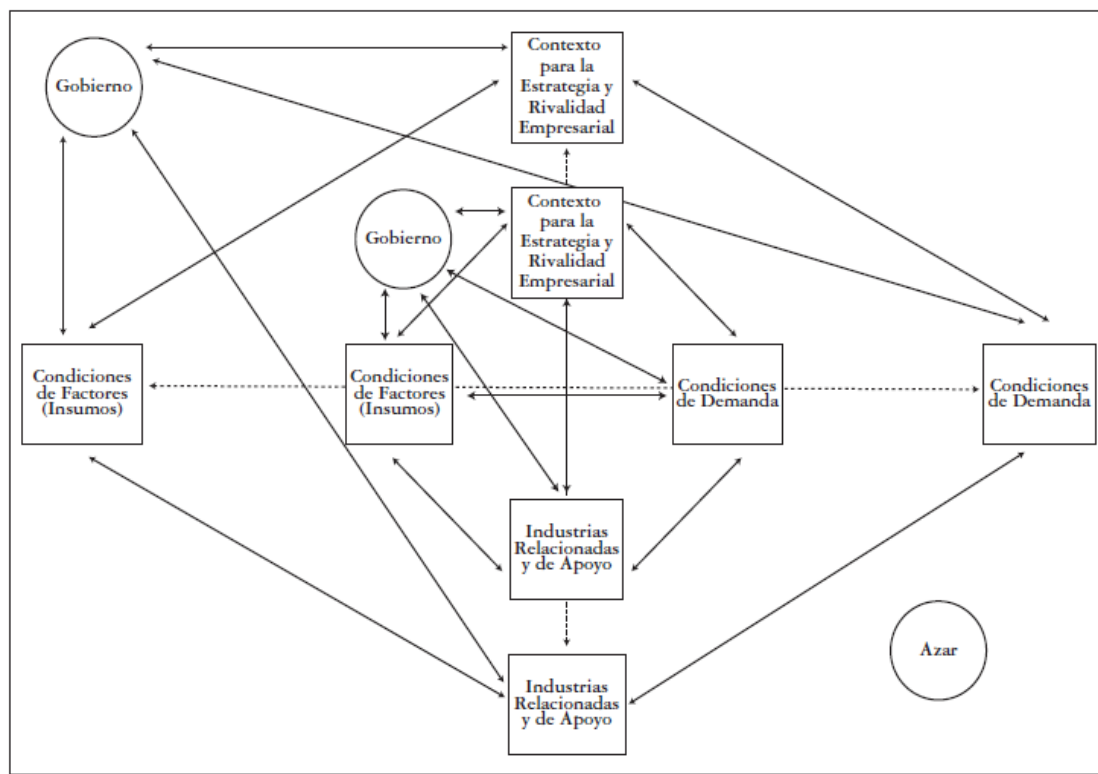 Contexto
para la
Estrategia y
Rivalidad
Empresarial
Gobierno
Contexto
para la
Estrategia y
Rivalidad
Empresarial
Gobierno
Condiciones
de Factores
(Insumos)
Condiciones
de Factores
(Insumos)
Condiciones
de Demanda
Condiciones
de Demanda
Industrias
Relacionadas
y de Apoyo
Azar
Industrias
Relacionadas
y de Apoyo